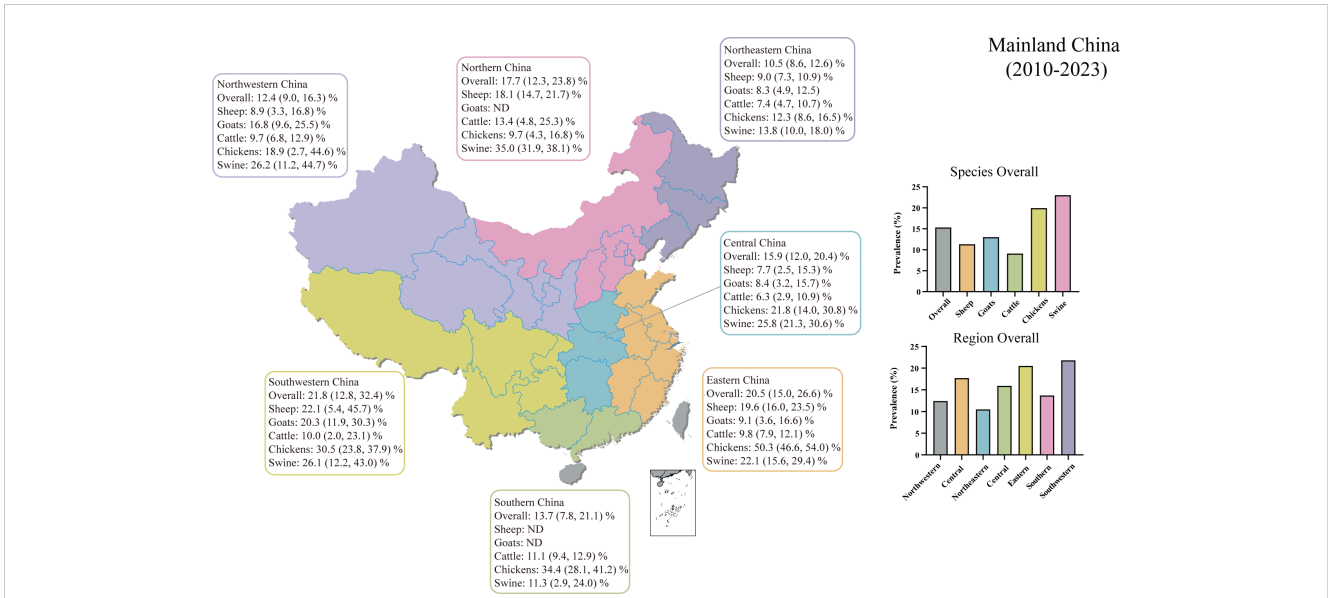 Mainland China
(2010-2023)
Northwestern China
Overall: 12.4 (9.0, 16.3) %
Sheep: 8.9 (3.3, 16.8) %
Goats: 16.8 (9.6, 25.5) %
Cattle: 9.7 (6.8, 12.9) %
Chickens: 18.9 (2.7, 44.6) %
Swine: 26.2 (11.2, 44.7) %
Northern China
Overall: 17.7 (12.3, 23.8) %
Sheep: 18.1 (14.7, 21.7) %
Goats: ND
Cattle: 13.4 (4.8, 25.3) %
Chickens: 9.7 (4.3, 16.8) %
Swine: 35.0 (31.9, 38.1) %
Northeastern China
Overall: 10.5 (8.6, 12.6) %
Sheep: 9.0 (7.3, 10.9) %
Goats: 8.3 (4.9, 12.5)
Cattle: 7.4 (4.7, 10.7) %
Chickens: 12.3 (8.6, 16.5) %
Swine: 13.8 (10.0, 18.0) %
Central China
Overall: 15.9 (12.0, 20.4) %
Sheep: 7.7 (2.5, 15.3) %
Goats: 8.4 (3.2, 15.7) %
Cattle: 6.3 (2.9, 10.9) %
Chickens: 21.8 (14.0, 30.8) %
Swine: 25.8 (21.3, 30.6) %
Southwestern China
Overall: 21.8 (12.8, 32.4) %
Sheep: 22.1 (5.4, 45.7) %
Goats: 20.3 (11.9, 30.3) %
Cattle: 10.0 (2.0, 23.1) %
Chickens: 30.5 (23.8, 37.9) %
Swine: 26.1 (12.2, 43.0) %
Eastern China
Overall: 20.5 (15.0, 26.6) %
Sheep: 19.6 (16.0, 23.5) %
Goats: 9.1 (3.6, 16.6) %
Cattle: 9.8 (7.9, 12.1) %
Chickens: 50.3 (46.6, 54.0) %
Swine: 22.1 (15.6, 29.4) %
Southern China
Overall: 13.7 (7.8, 21.1) %
Sheep: ND
Goats: ND
Cattle: 11.1 (9.4, 12.9) %
Chickens: 34.4 (28.1, 41.2) %
Swine: 11.3 (2.9, 24.0) %
Species Overall
Prevalence (%)
25
20
15
10
5
0
Overall
Sheep
Goats
Cattle
Chickens
Swine
Region Overall
Prevalence (%)
25
20
15
10
5
0
Northwestern
Central
Northeastern
Central
Eastern
Southern
Southwestern